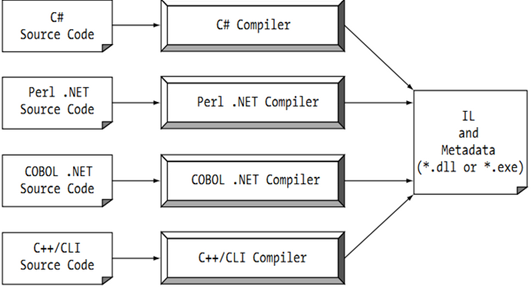 C#
Source Code
C# Compiler
Perl .NET
Source Code
Perl .NET Compiler
IL
and
Metadata
(*.dll or *.exe)
COBOL .NET
Source Code
COBOL .NET Compiler
C++/CLI
Source Code
C++/CLI Compiler